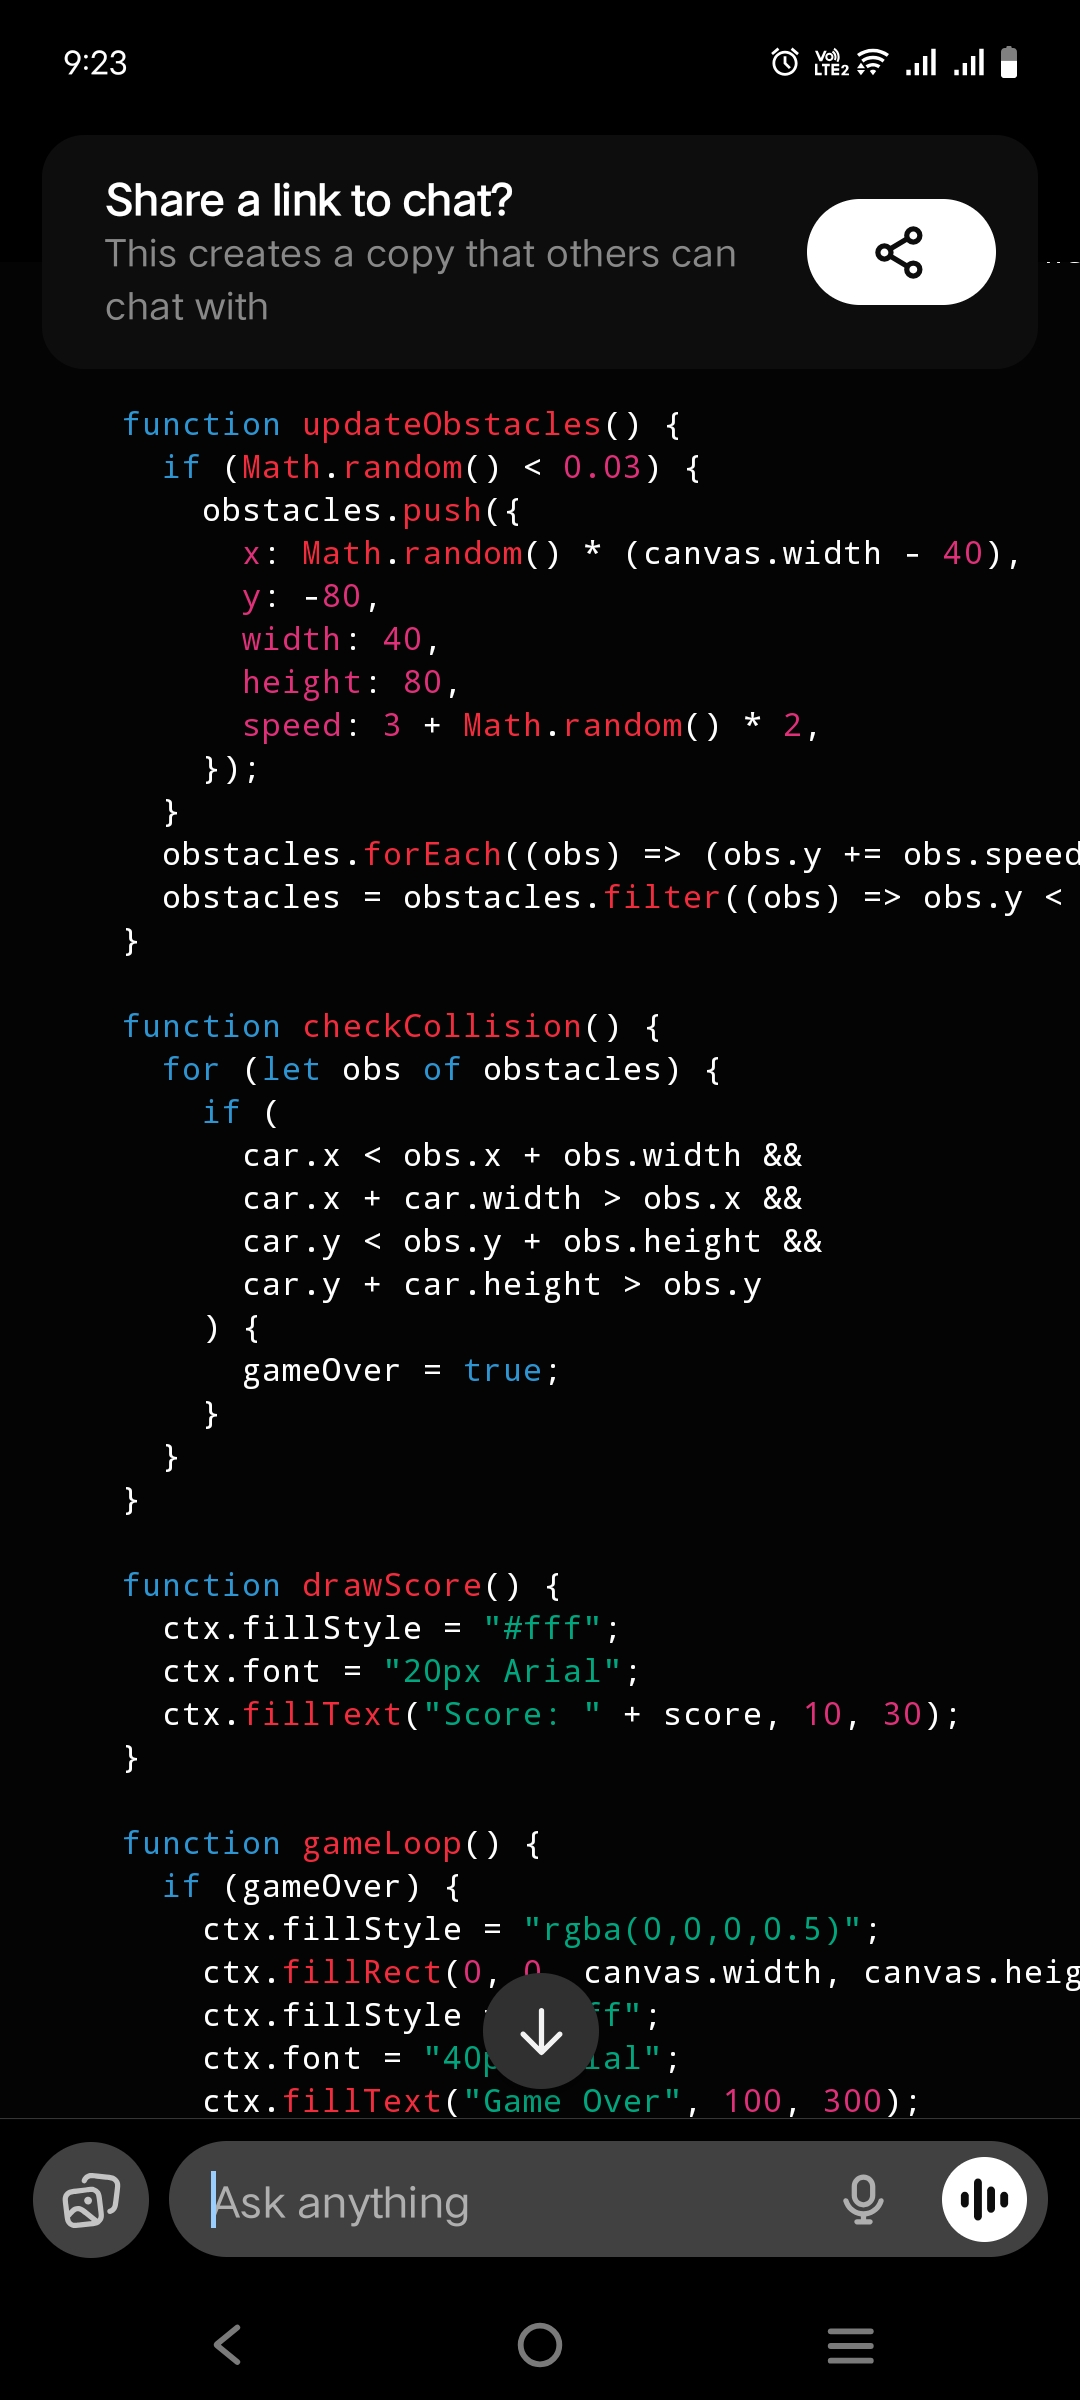 9:23
Vo)) LTE2
Share a link to chat?
This creates a copy that others can
chat with
function updateObstacles() {
  if (Math.random() < 0.03) {
    obstacles.push({
      x: Math.random() * (canvas.width - 40),
      y: -80,
      width: 40,
      height: 80,
      speed: 3 + Math.random() * 2,
    });
  }
  obstacles.forEach((obs) => (obs.y += obs.speed
  obstacles = obstacles.filter((obs) => obs.y <
}
function checkCollision() {
  for (let obs of obstacles) {
    if (
      car.x < obs.x + obs.width &&
      car.x + car.width > obs.x &&
      car.y < obs.y + obs.height &&
      car.y + car.height > obs.y
    ) {
      gameOver = true;
    }
  }
}
function drawScore() {
  ctx.fillStyle = "#fff";
  ctx.font = "20px Arial";
  ctx.fillText("Score: " + score, 10, 30);
}
function gameLoop() {
  if (gameOver) {
    ctx.fillStyle = "rgba(0,0,0,0.5)";
    ctx.fillRect(0, 0 canvas.width, canvas.heig
    ctx.fillStyle ff";
    ctx.font = "40p ial";
    ctx.fillText("Game Over", 100, 300);
Ask anything